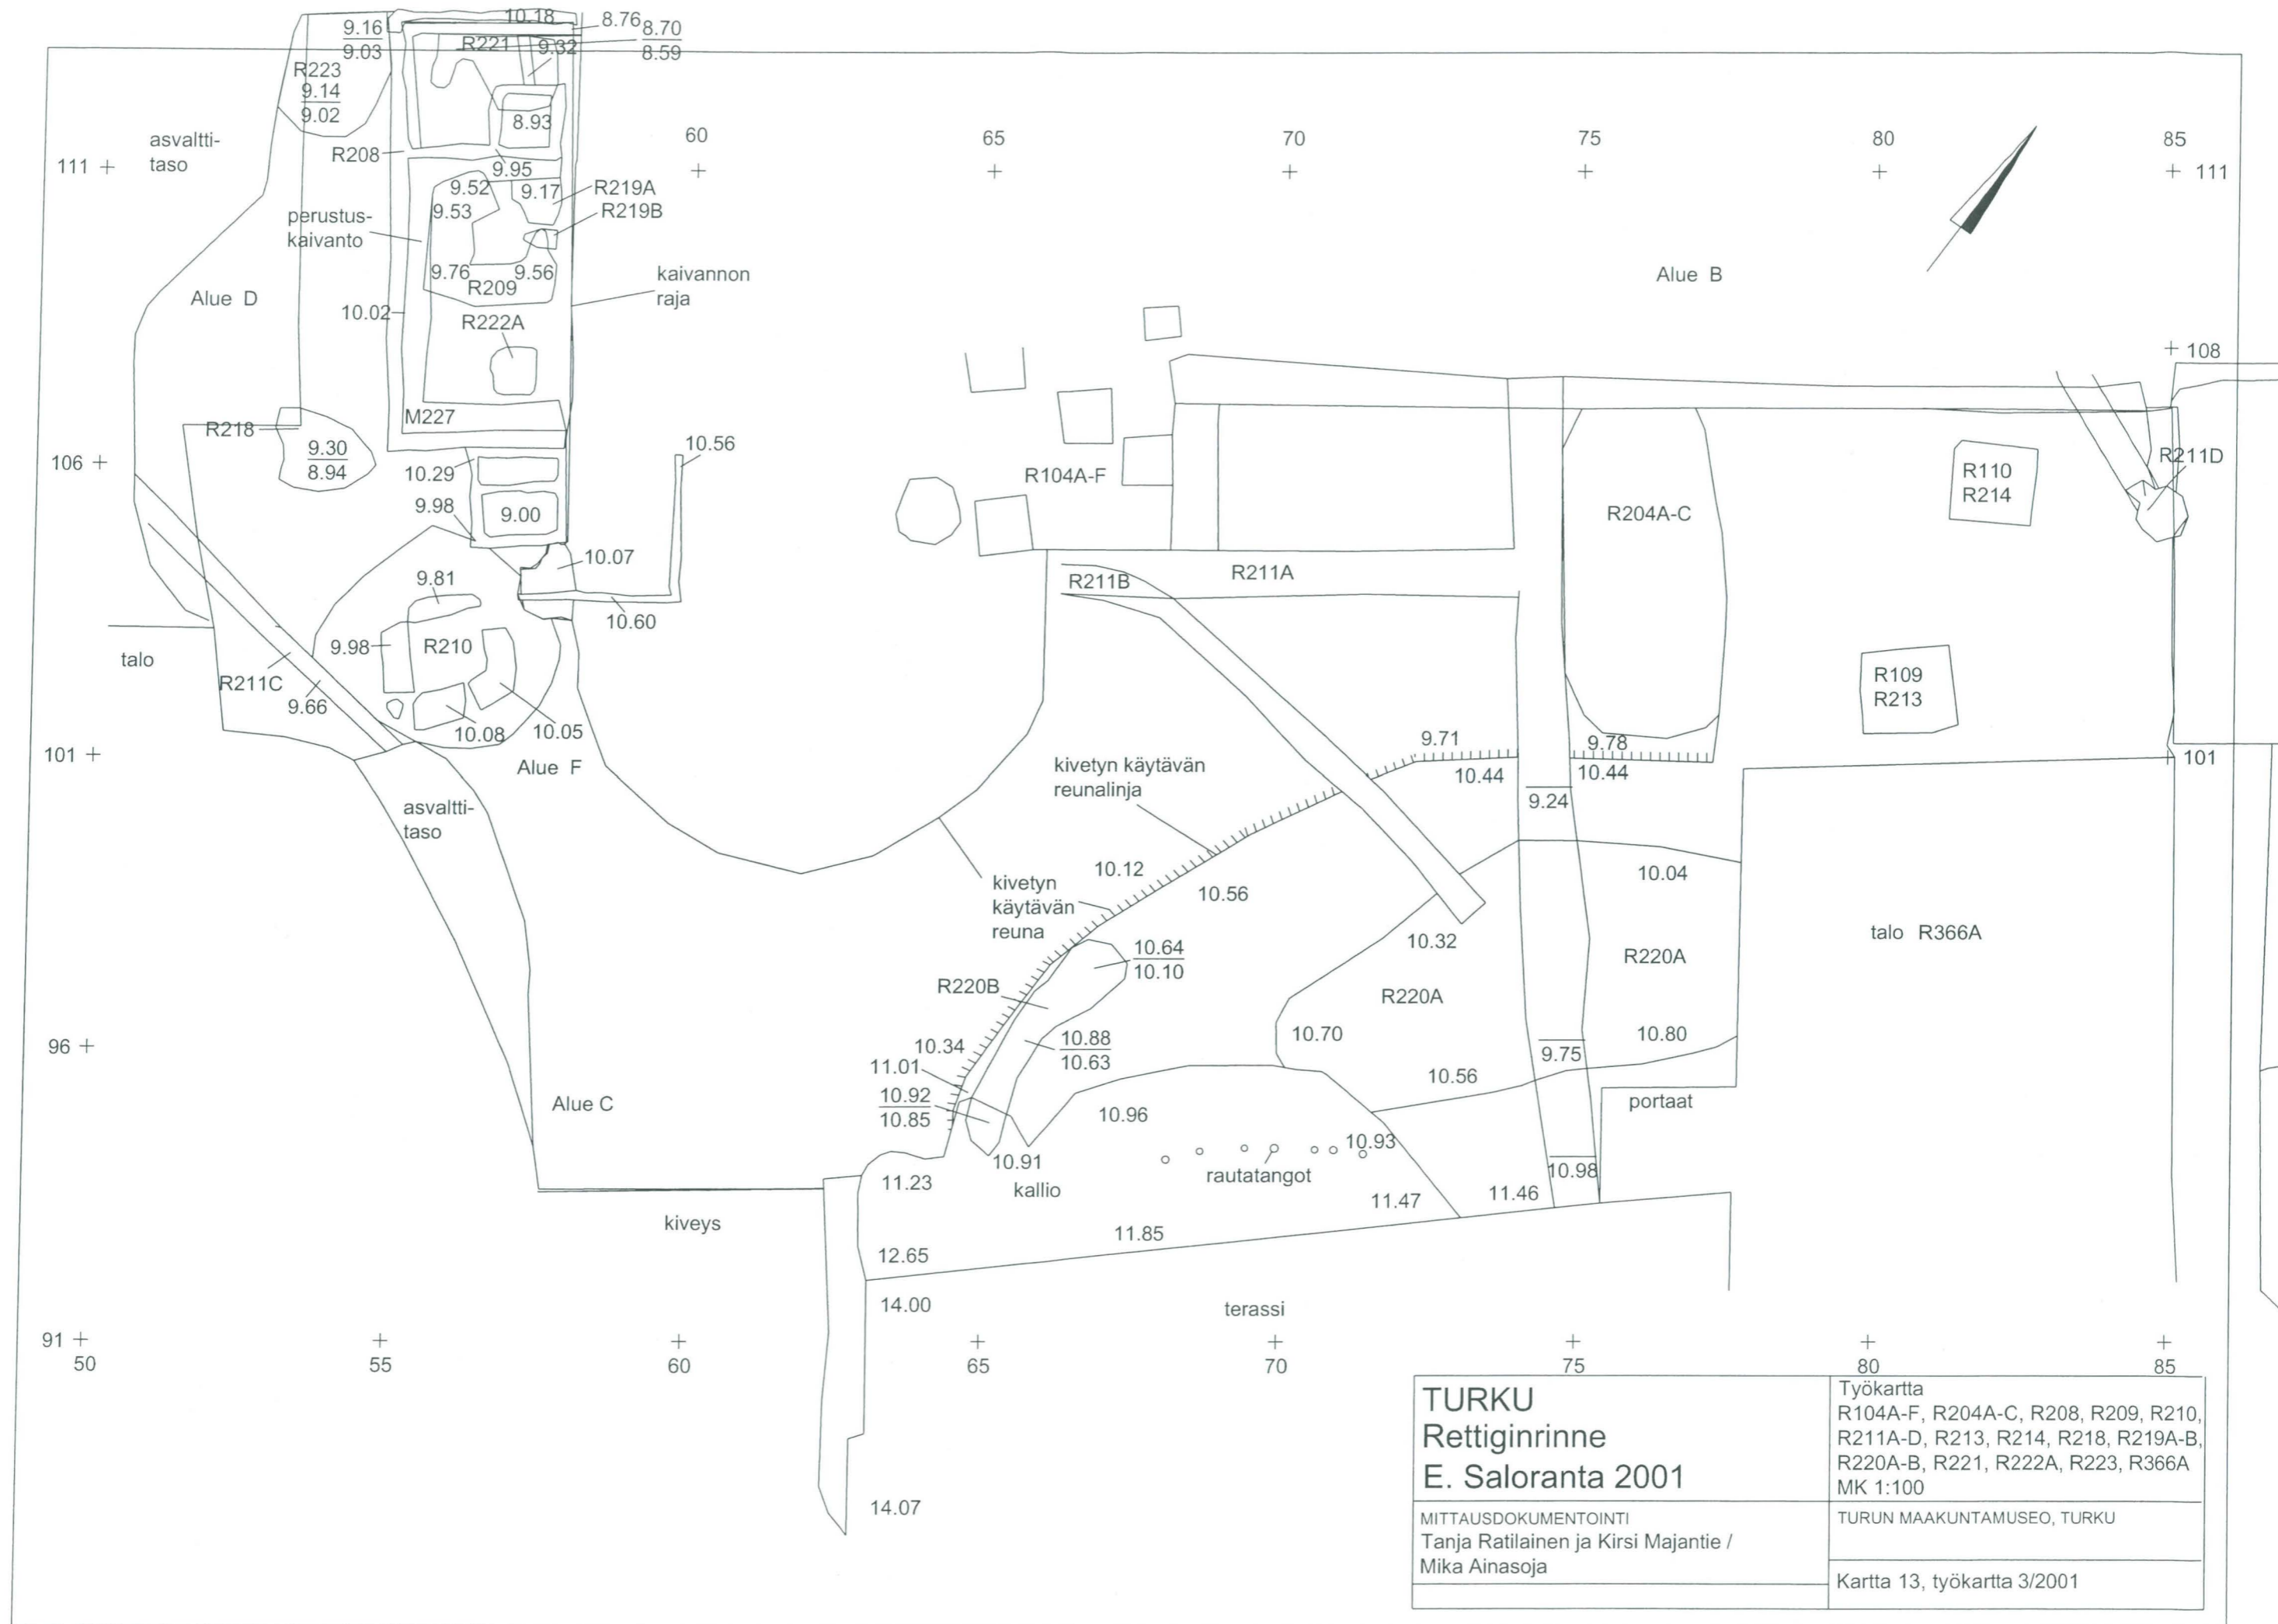 10.18
8.76
9.16
9.03
8.70
8.59
R221
9.32
R223
9.14
9.02
8.93
60
65
70
75
80
85
asvaltti-
taso
111
R208
9.95
111
9.52
9.17
R219A
9.53
R219B
perustus-
kaivanto
9.76
9.56
R209
kaivannon
raja
Alue B
Alue D
10.02
R222A
108
M227
R218
9.30
8.94
10.56
106
10.29
R104A-F
R110
R214
R211D
9.98
9.00
R204A-C
10.07
9.81
R211B
R211A
10.60
9.98
R210
talo
R211C
9.66
R109
R213
10.08
10.05
9.71
9.78
101
Alue F
kivetyn käytävän
reunalinja
10.44
10.44
101
9.24
asvaltti-
taso
10.12
10.04
kivetyn
käytävän
reuna
10.56
10.32
talo R366A
10.64
10.10
R220A
R220B
R220A
96
10.34
10.88
10.63
10.70
10.80
9.75
11.01
10.56
10.92
10.85
Alue C
10.96
portaat
10.93
10.91
rautatangot
10.98
11.23
kallio
11.47
11.46
kiveys
11.85
12.65
14.00
terassi
91
50
55
60
65
70
75
80
85
14.07
TURKU
Rettiginrinne
E. Saloranta 2001
Työkartta
R104A-F, R204A-C, R208, R209, R210,
R211A-D, R213, R214, R218, R219A-B,
R220A-B, R221, R222A, R223, R366A
MK 1:100
MITTAUSDOKUMENTOINTI
Tanja Ratilainen ja Kirsi Majantie /
Mika Ainasoja
TURUN MAAKUNTAMUSEO, TURKU
Kartta 13, työkartta 3/2001